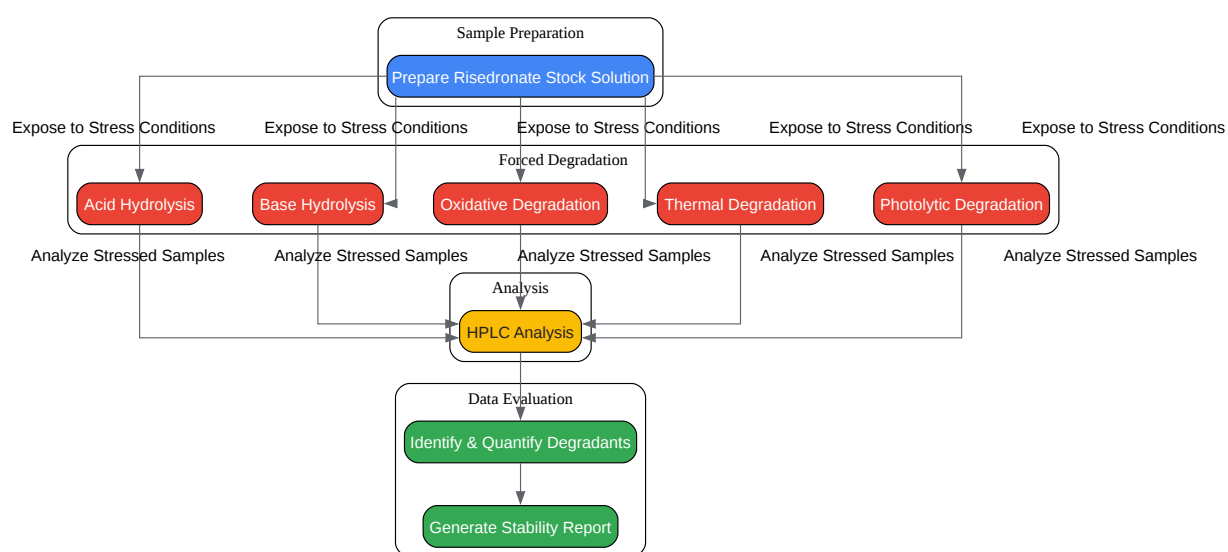 Sample Preparation
Prepare Risedronate Stock Solution
Expose to Stress Conditions
Expose to Stress Conditions
Expose to Stress Conditions
Expose to Stress Conditions
Expose to Stress Conditions
Forced Degradation
Acid Hydrolysis
Base Hydrolysis
Oxidative Degradation
Thermal Degradation
Photolytic Degradation
Analyze Stressed Samples
Analyze Stressed Samples
Analyze Stressed Samples
Analyze Stressed Samples
Analyze Stressed Samples
Analysis
HPLC Analysis
Data Evaluation
Identify & Quantify Degradants
Generate Stability Report